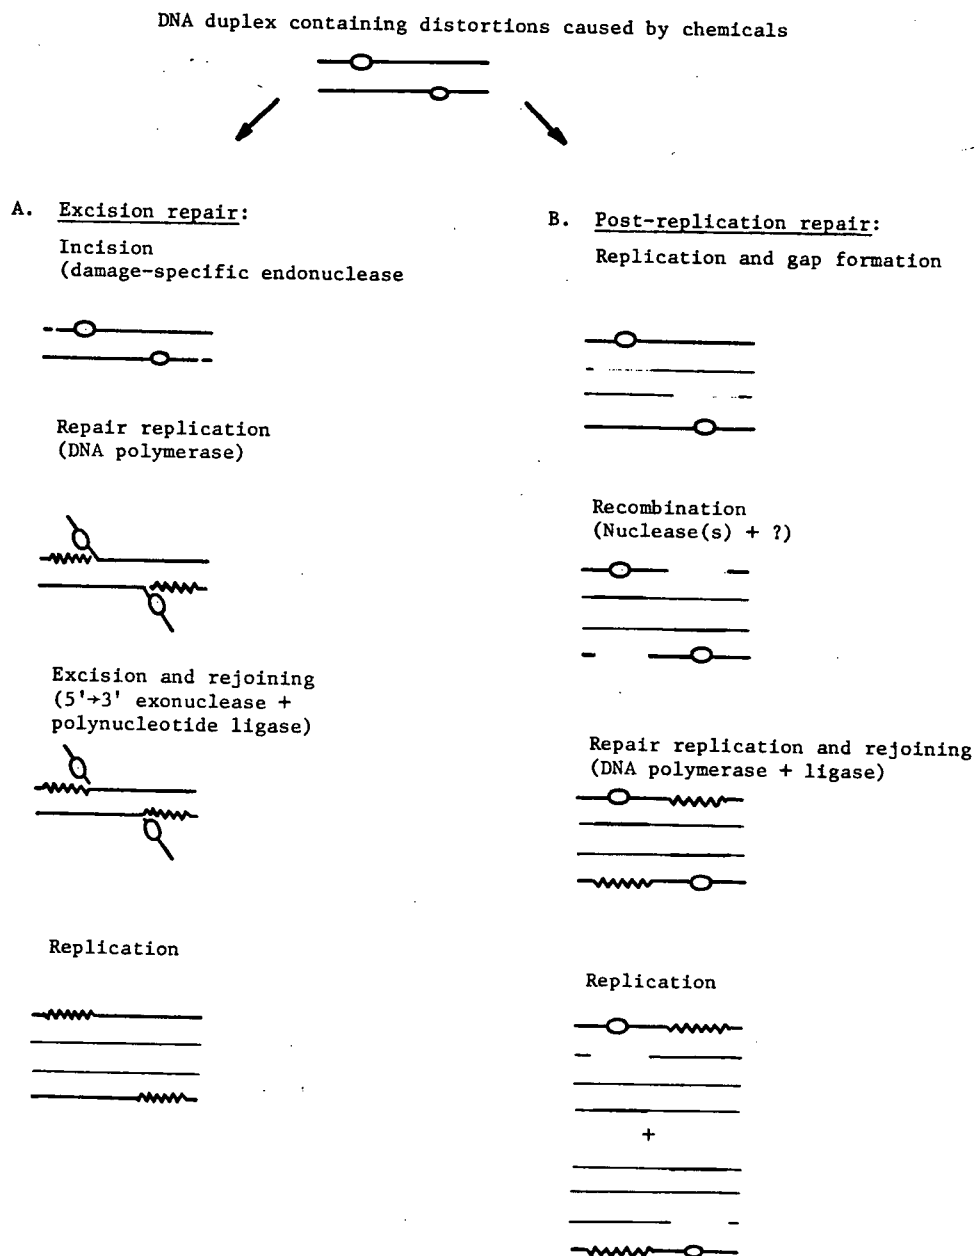 DNA duplex containing distortions caused by chemicals
A. Excision repair:
Incision
(damage-specific endonuclease
Repair replication
(DNA polymerase)
Excision and rejoining
(5'→3' exonuclease +
polynucleotide ligase)
Replication
B. Post-replication repair:
Replication and gap formation
Recombination
(Nuclease(s) + ?)
Repair replication and rejoining
(DNA polymerase + ligase)
Replication
+